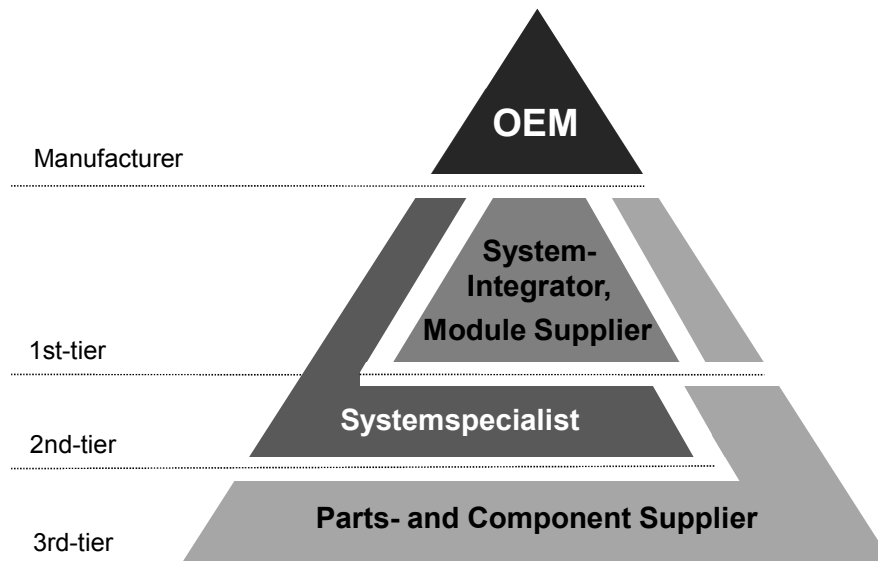 OEM
Manufacturer
System-
Integrator,
Module Supplier
1st-tier
Systemspecialist
2nd-tier
Parts- and Component Supplier
3rd-tier